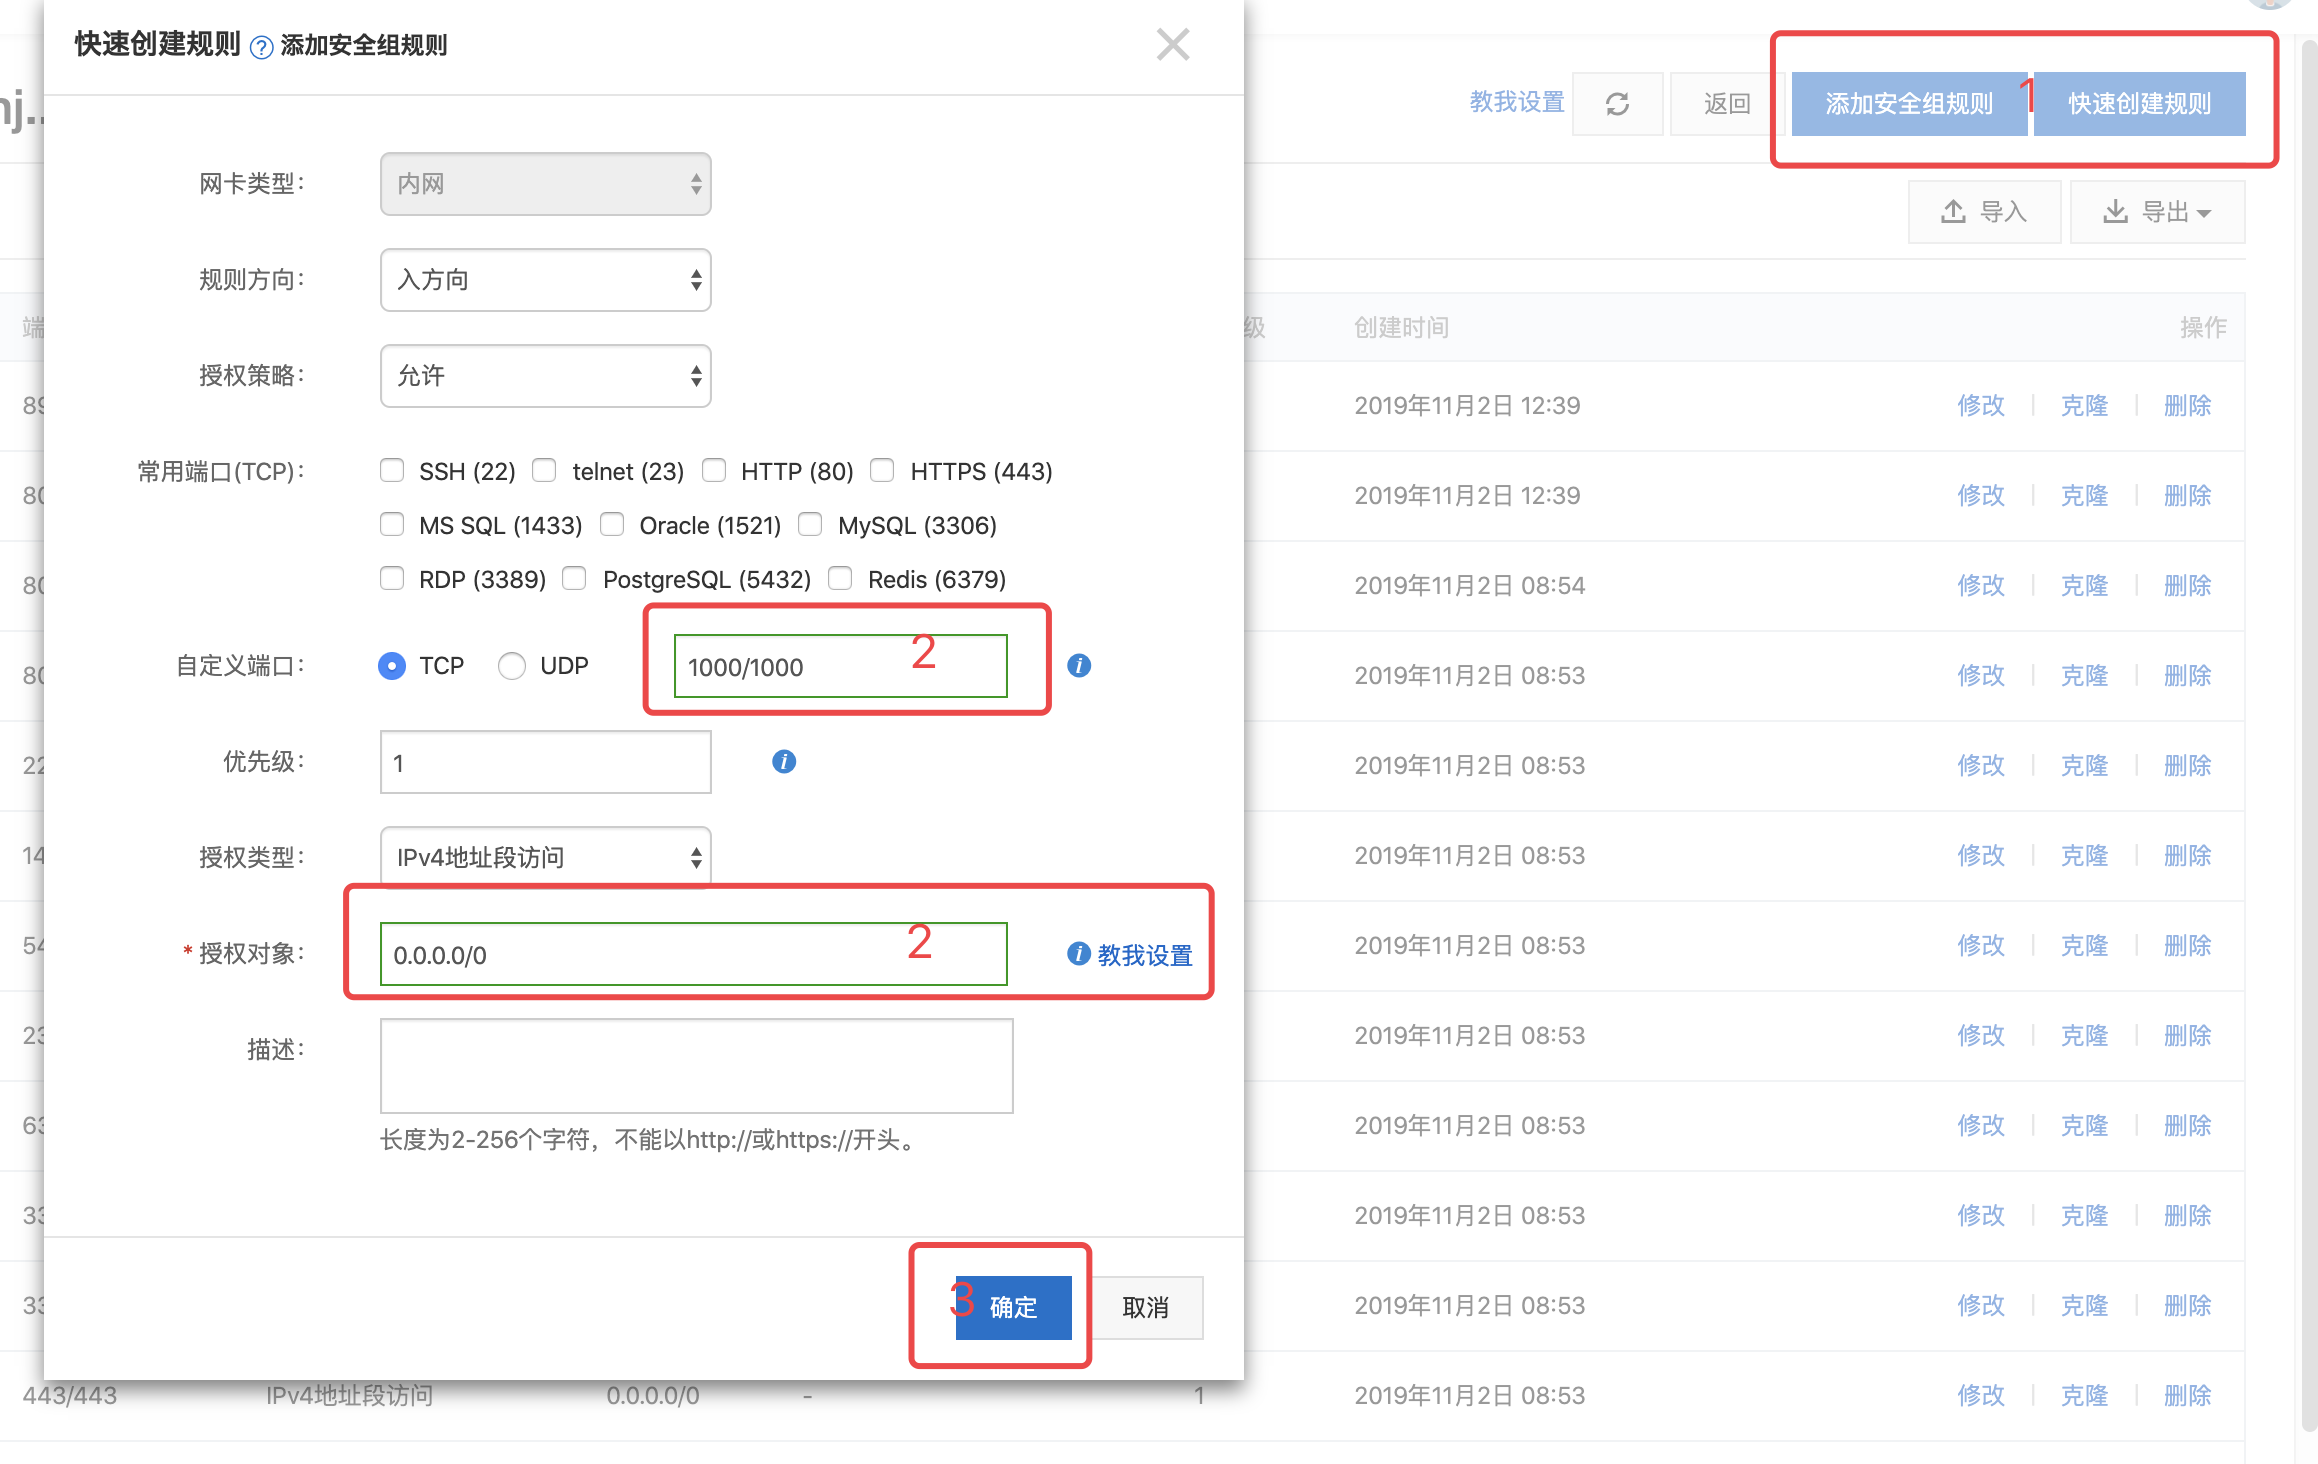 快速创建规则 ? 添加安全组规则
教我设置 返回 添加安全组规则 1 快速创建规则
导入 导出
网卡类型： 内网
规则方向： 入方向
授权策略： 允许
常用端口(TCP)： SSH (22) telnet (23) HTTP (80) HTTPS (443)
MS SQL (1433) Oracle (1521) MySQL (3306)
RDP (3389) PostgreSQL (5432) Redis (6379)
自定义端口： TCP UDP 1000/1000 2
优先级： 1
授权类型： IPv4地址段访问
* 授权对象： 0.0.0.0/0 2 教我设置
描述：
长度为2-256个字符，不能以http://或https://开头。
3 确定 取消
端 级 创建时间 操作
89 2019年11月2日 12:39 修改 克隆 删除
80 2019年11月2日 12:39 修改 克隆 删除
80 2019年11月2日 08:54 修改 克隆 删除
80 2019年11月2日 08:53 修改 克隆 删除
22 2019年11月2日 08:53 修改 克隆 删除
14 2019年11月2日 08:53 修改 克隆 删除
54 2019年11月2日 08:53 修改 克隆 删除
23 2019年11月2日 08:53 修改 克隆 删除
63 2019年11月2日 08:53 修改 克隆 删除
33 2019年11月2日 08:53 修改 克隆 删除
33 2019年11月2日 08:53 修改 克隆 删除
443/443 IPv4地址段访问 0.0.0.0/0 - 1 2019年11月2日 08:53 修改 克隆 删除